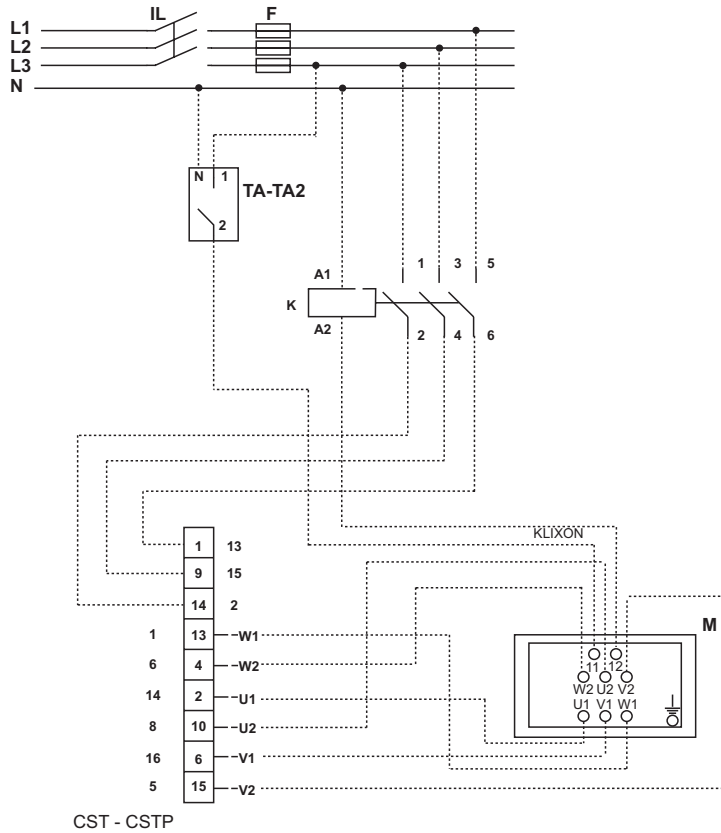 IL F
L1
L2
L3
N
N 1
TA-TA2
2
1 3 5
A1
K
A2
2 4 6
KLIXON
1 13
9 15
14 2
1 13 W1
6 4 W2
14 2 U1
8 10 U2
16 6 V1
5 15 V2
M
11 12
W2 U2 V2
U1 V1 W1
CST - CSTP